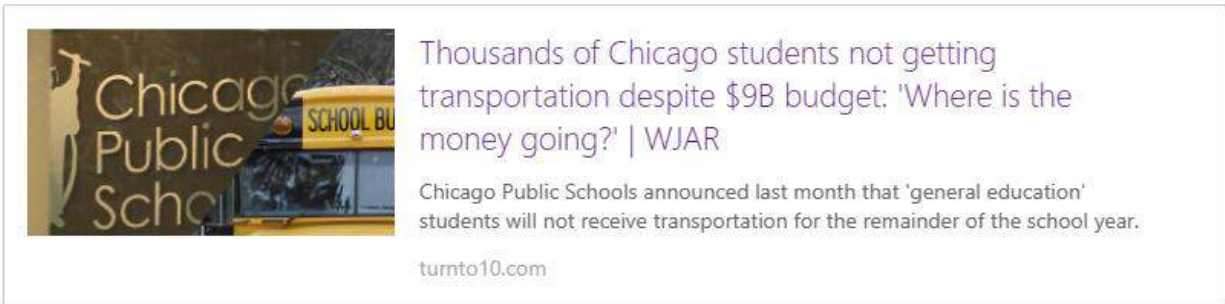 Chicago
Public
Scho
SCHOOL BU
Thousands of Chicago students not getting
transportation despite $9B budget: 'Where is the
money going?' | WJAR
Chicago Public Schools announced last month that 'general education'
students will not receive transportation for the remainder of the school year.
turnto10.com